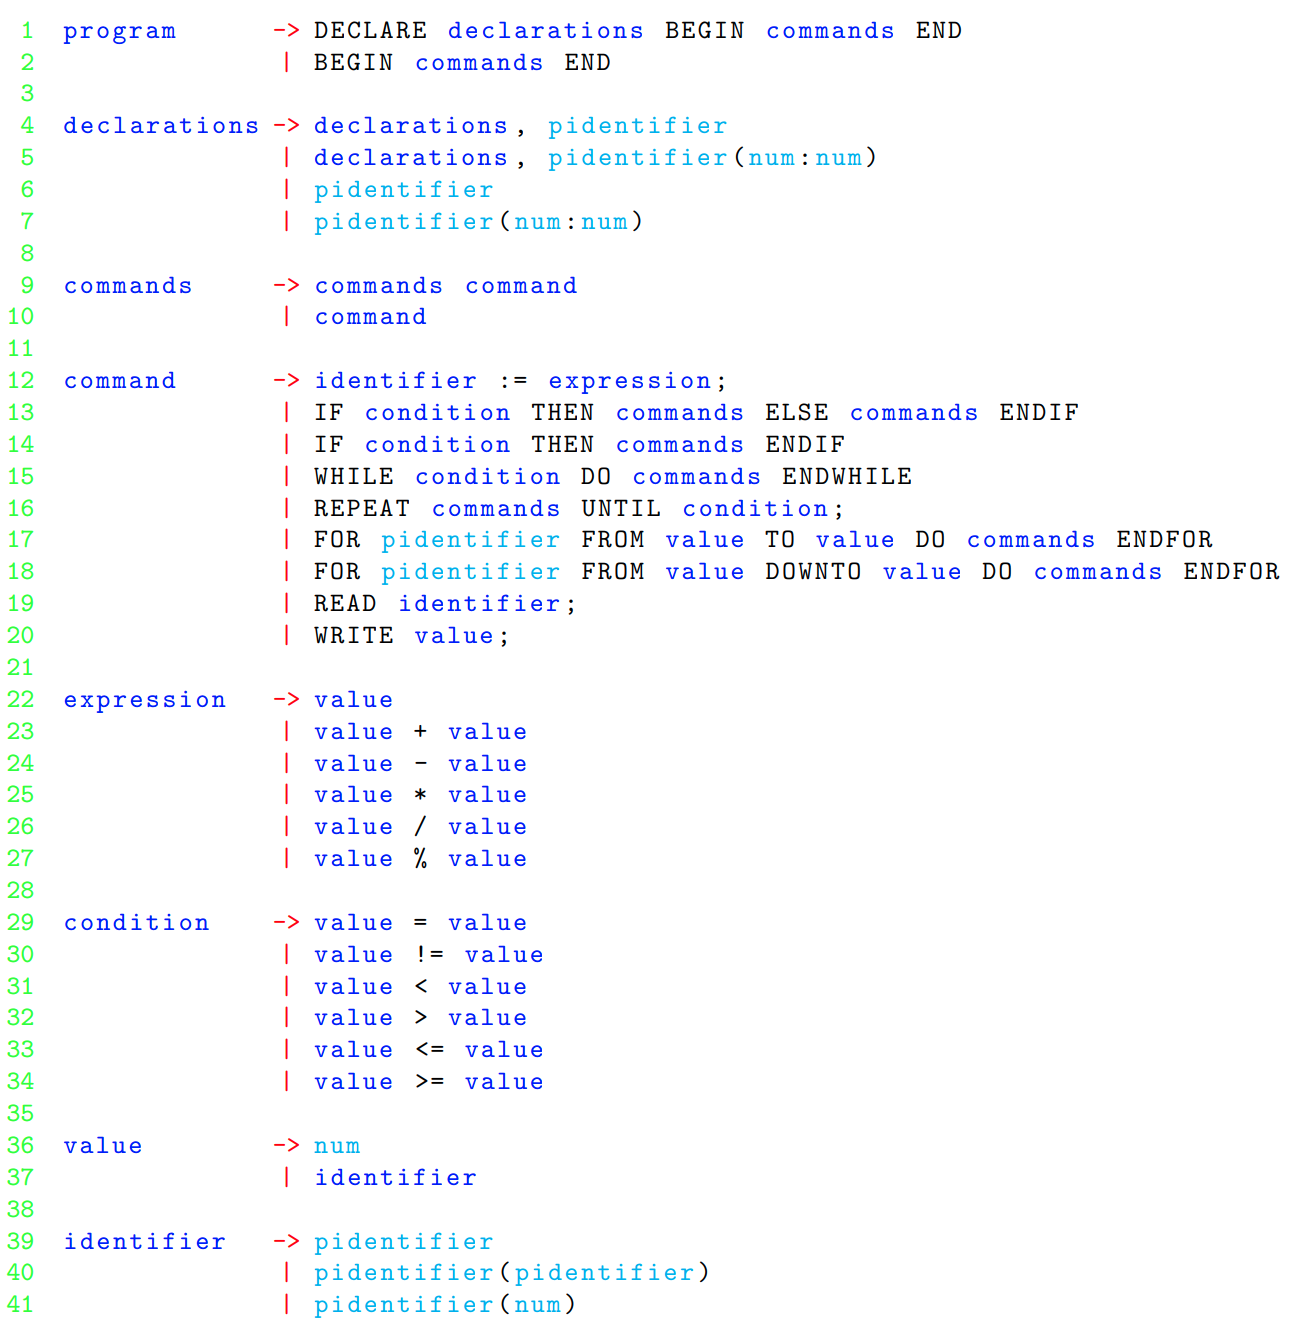 1 program -> DECLARE declarations BEGIN commands END
2 | BEGIN commands END
3
4 declarations -> declarations, pidentifier
5 | declarations, pidentifier(num:num)
6 | pidentifier
7 | pidentifier(num:num)
8
9 commands -> commands command
10 | command
11
12 command -> identifier := expression;
13 | IF condition THEN commands ELSE commands ENDIF
14 | IF condition THEN commands ENDIF
15 | WHILE condition DO commands ENDWHILE
16 | REPEAT commands UNTIL condition;
17 | FOR pidentifier FROM value TO value DO commands ENDFOR
18 | FOR pidentifier FROM value DOWNTO value DO commands ENDFOR
19 | READ identifier;
20 | WRITE value;
21
22 expression -> value
23 | value + value
24 | value - value
25 | value * value
26 | value / value
27 | value % value
28
29 condition -> value = value
30 | value != value
31 | value < value
32 | value > value
33 | value <= value
34 | value >= value
35
36 value -> num
37 | identifier
38
39 identifier -> pidentifier
40 | pidentifier(pidentifier)
41 | pidentifier(num)